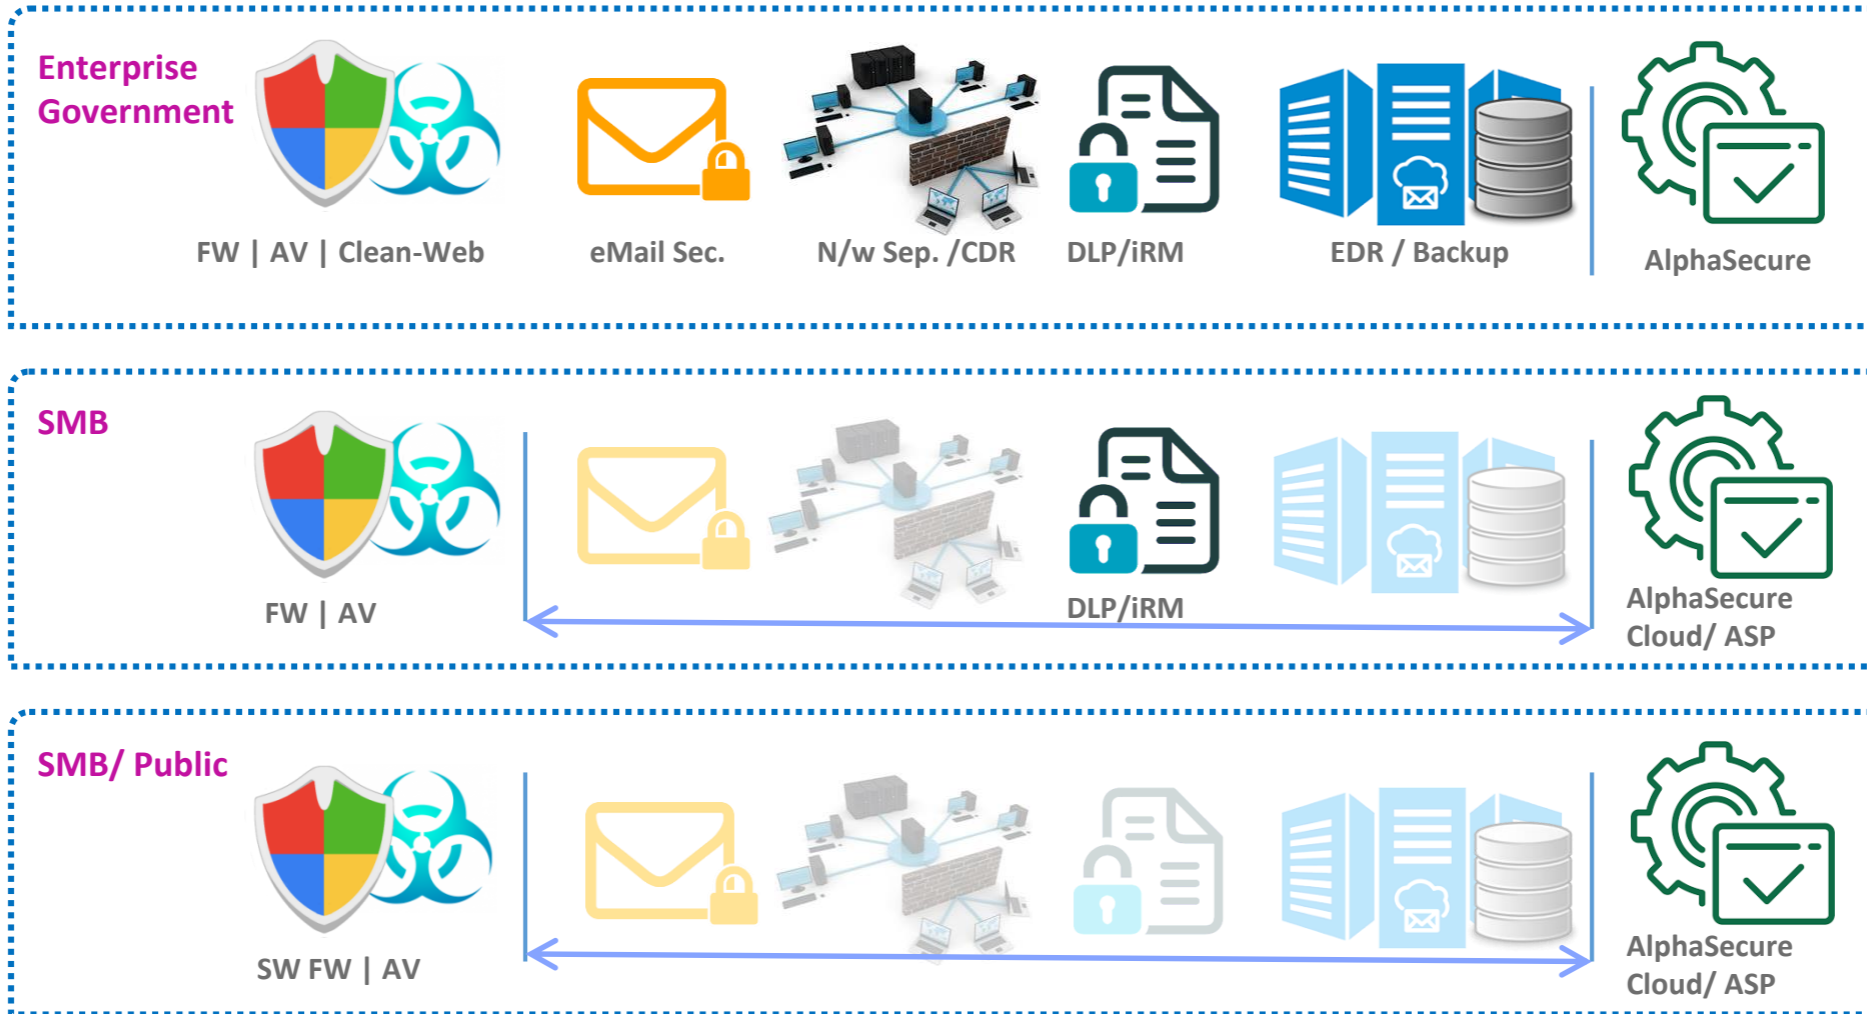 Enterprise
Government
FW | AV | Clean-Web
eMail Sec.
N/w Sep. /CDR
DLP/iRM
EDR / Backup
AlphaSecure
SMB
FW | AV
DLP/iRM
AlphaSecure
Cloud/ ASP
SMB/ Public
SW FW | AV
AlphaSecure
Cloud/ ASP